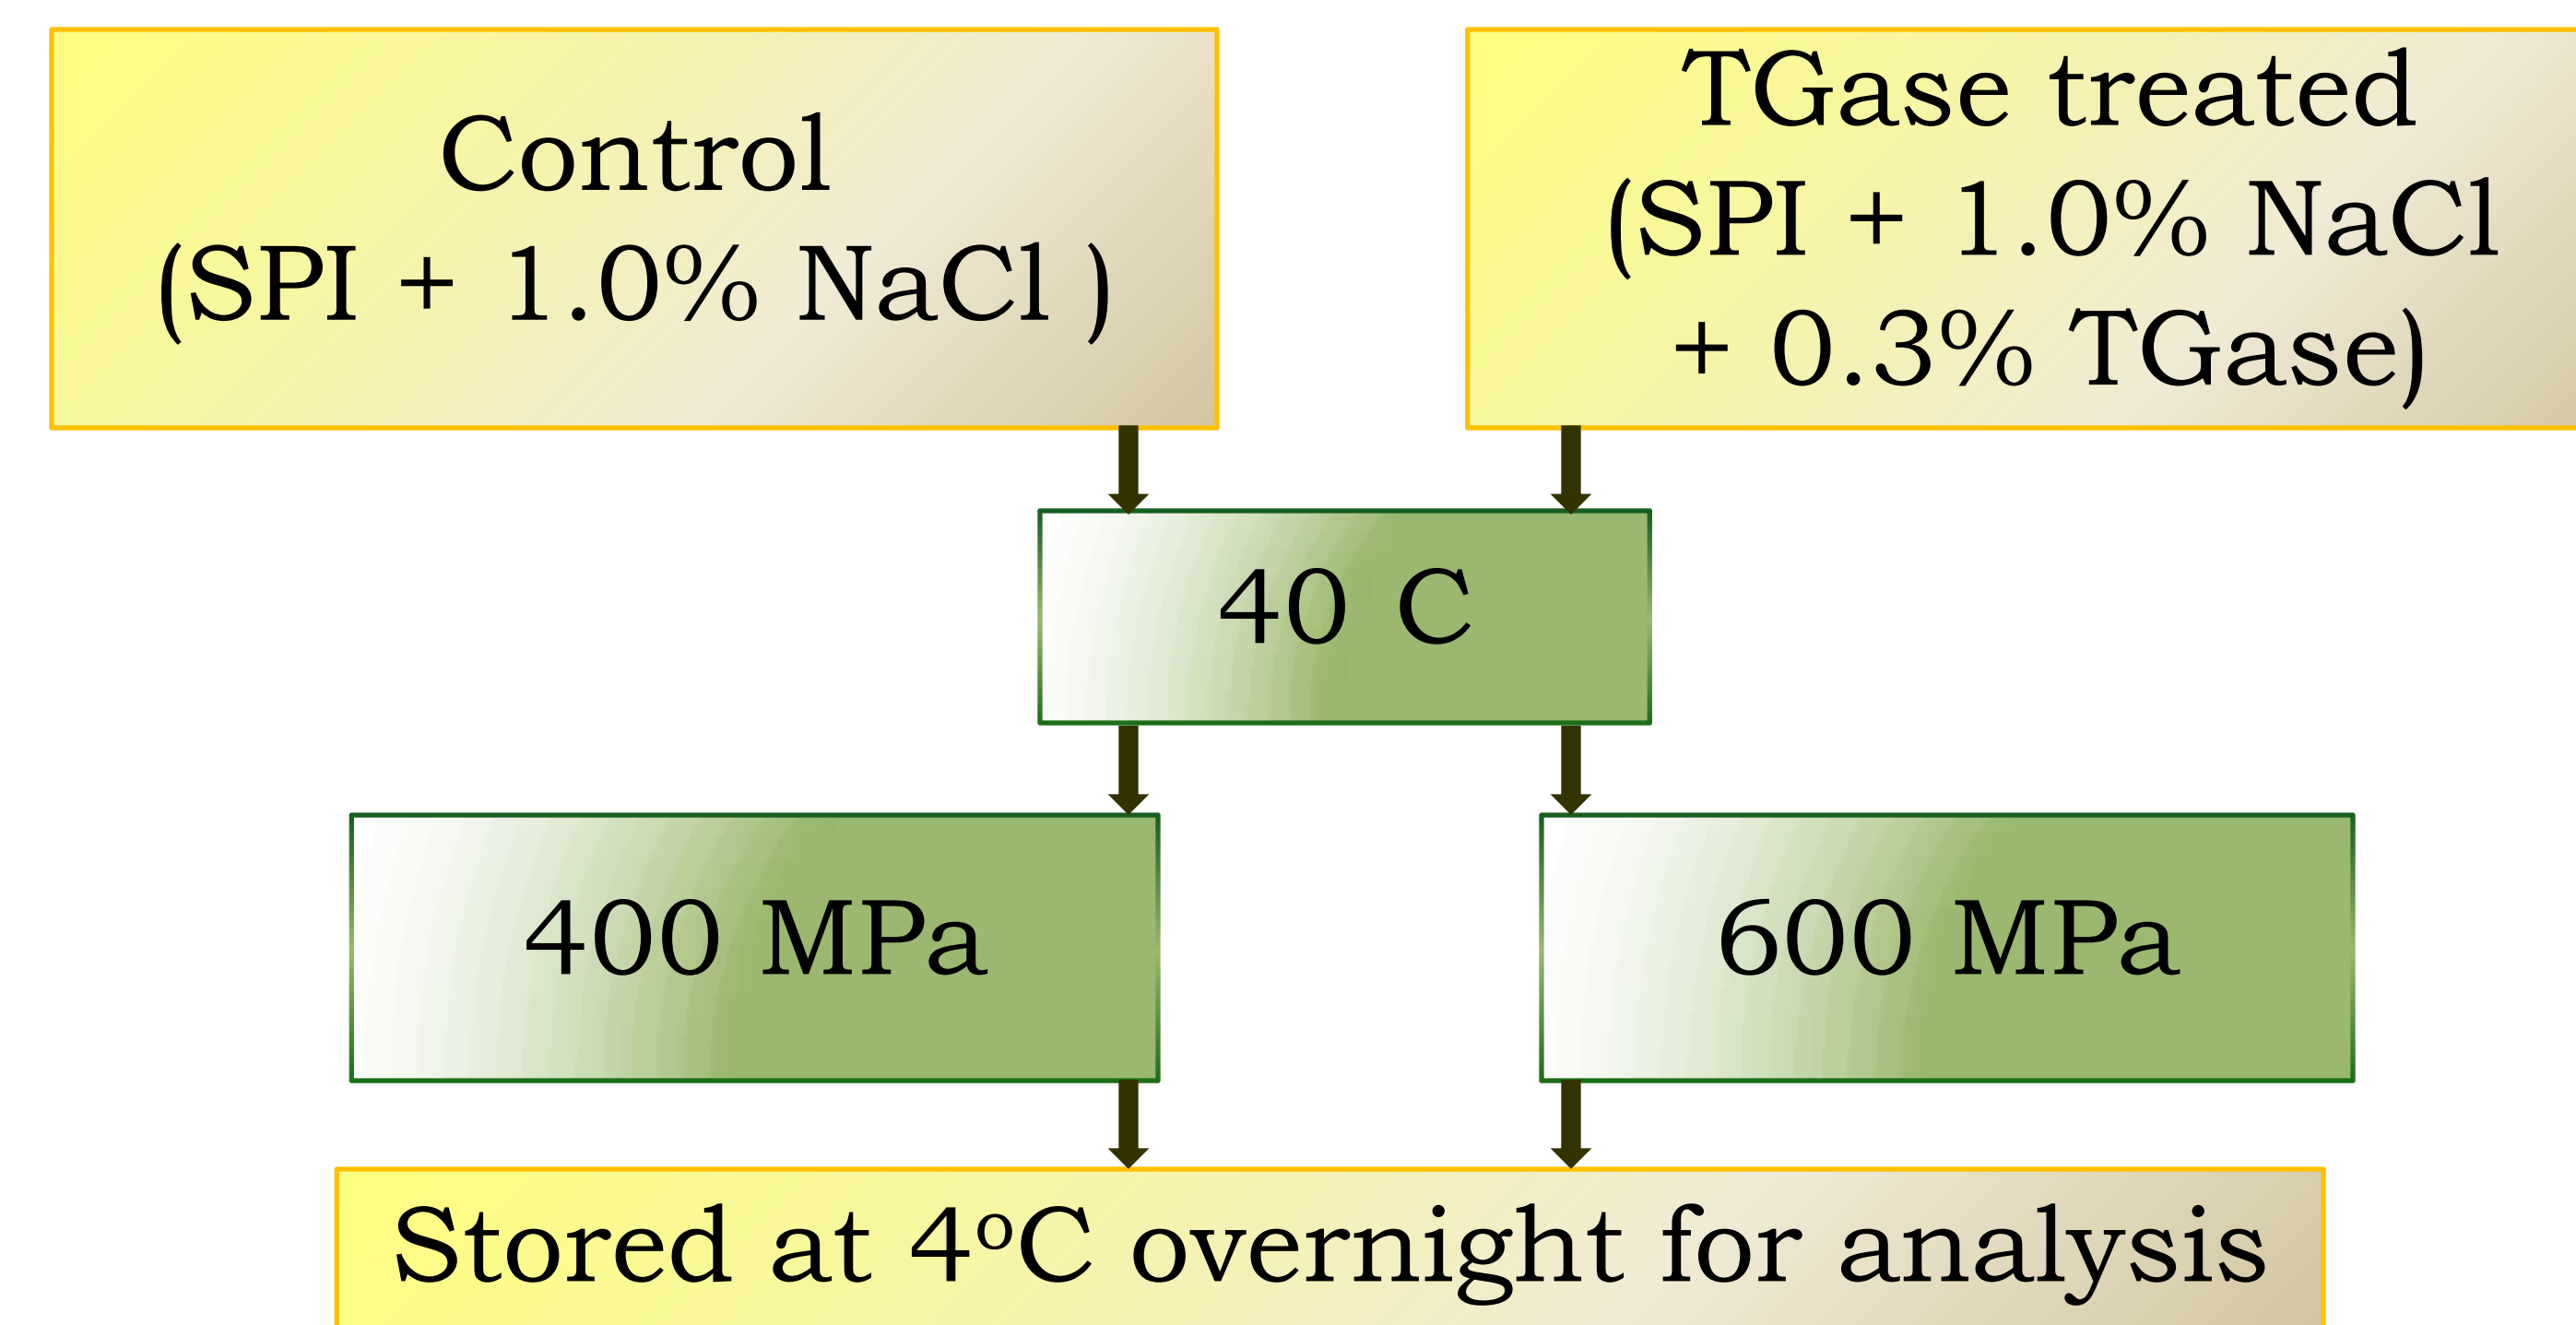 Control
(SPI + 1.0% NaCl )
TGase treated
(SPI + 1.0% NaCl
+ 0.3% TGase)
40 C
400 MPa
600 MPa
Stored at 4ºC overnight for analysis